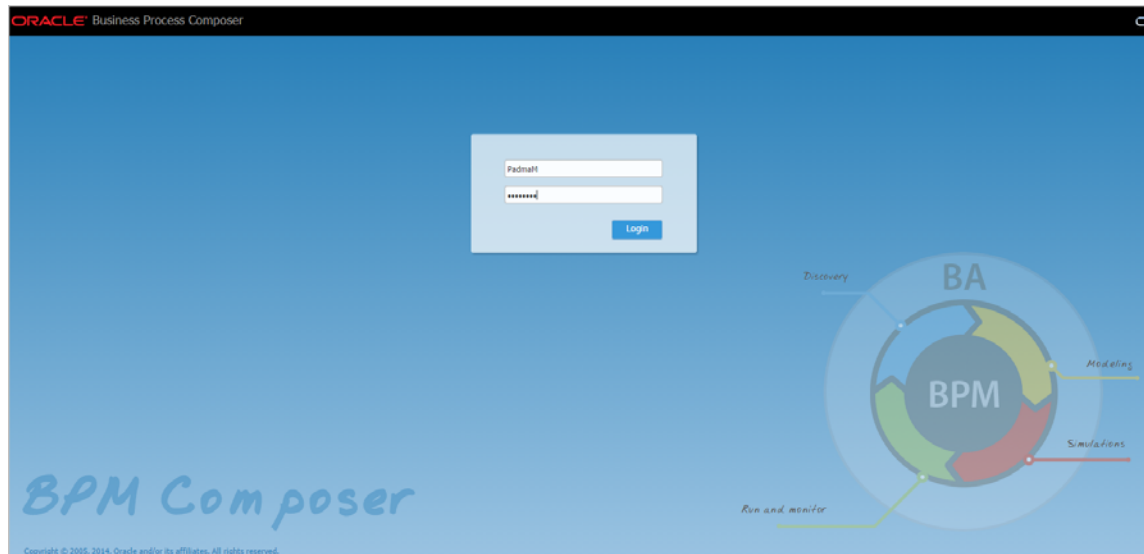 ORACLE Business Process Composer
PadmaM
Login
Discovery
BA
Modeling
BPM
Simulations
BPM Composer
Run and monitor
Copyright © 2005, 2014, Oracle and/or its affiliates. All rights reserved.